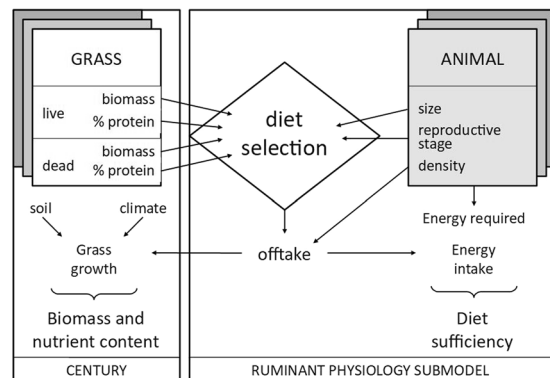 GRASS
live
biomass
% protein
dead
biomass
% protein
soil
climate
Grass
growth
Biomass and
nutrient content
CENTURY
diet
selection
offtake
ANIMAL
size
reproductive
stage
density
Energy required
Energy
intake
Diet
sufficiency
RUMINANT PHYSIOLOGY SUBMODEL